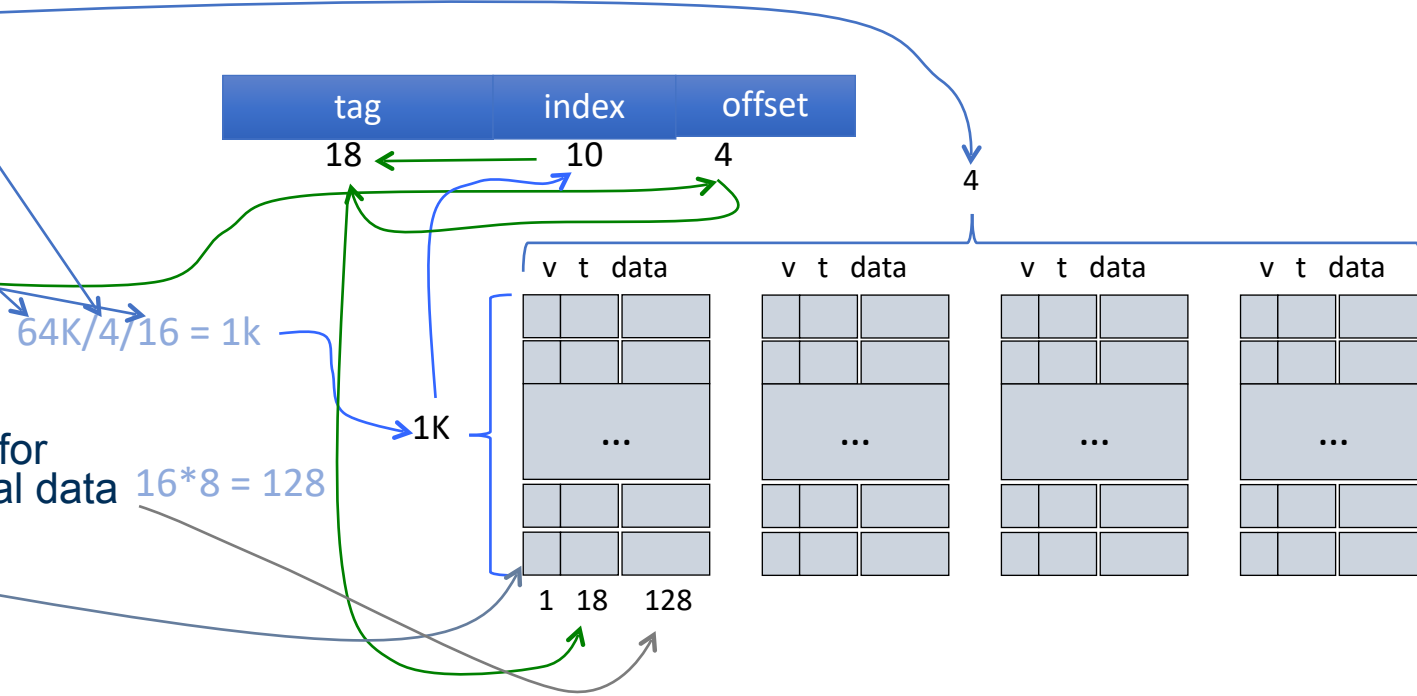 tag index offset
18 10 4
4
v t data v t data v t data v t data
64K/4/16 = 1k
1K
... ... ... ...
for
al data 16*8 = 128
1 18 128